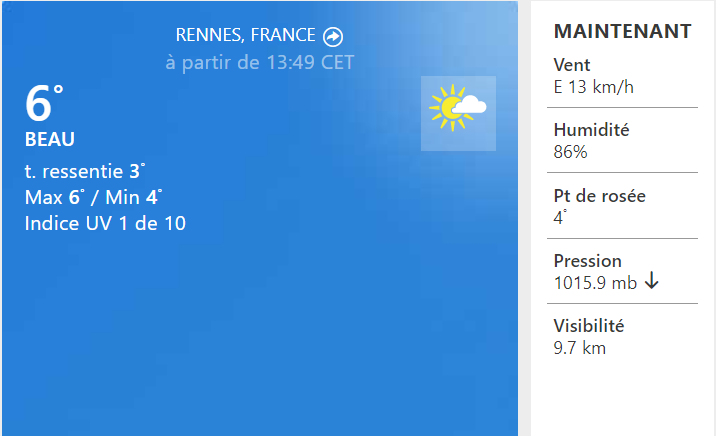 RENNES, FRANCE
à partir de 13:49 CET
6°
BEAU
t. ressentie 3°
Max 6° / Min 4°
Indice UV 1 de 10
MAINTENANT
Vent
E 13 km/h
Humidité
86%
Pt de rosée
4°
Pression
1015.9 mb ↓
Visibilité
9.7 km